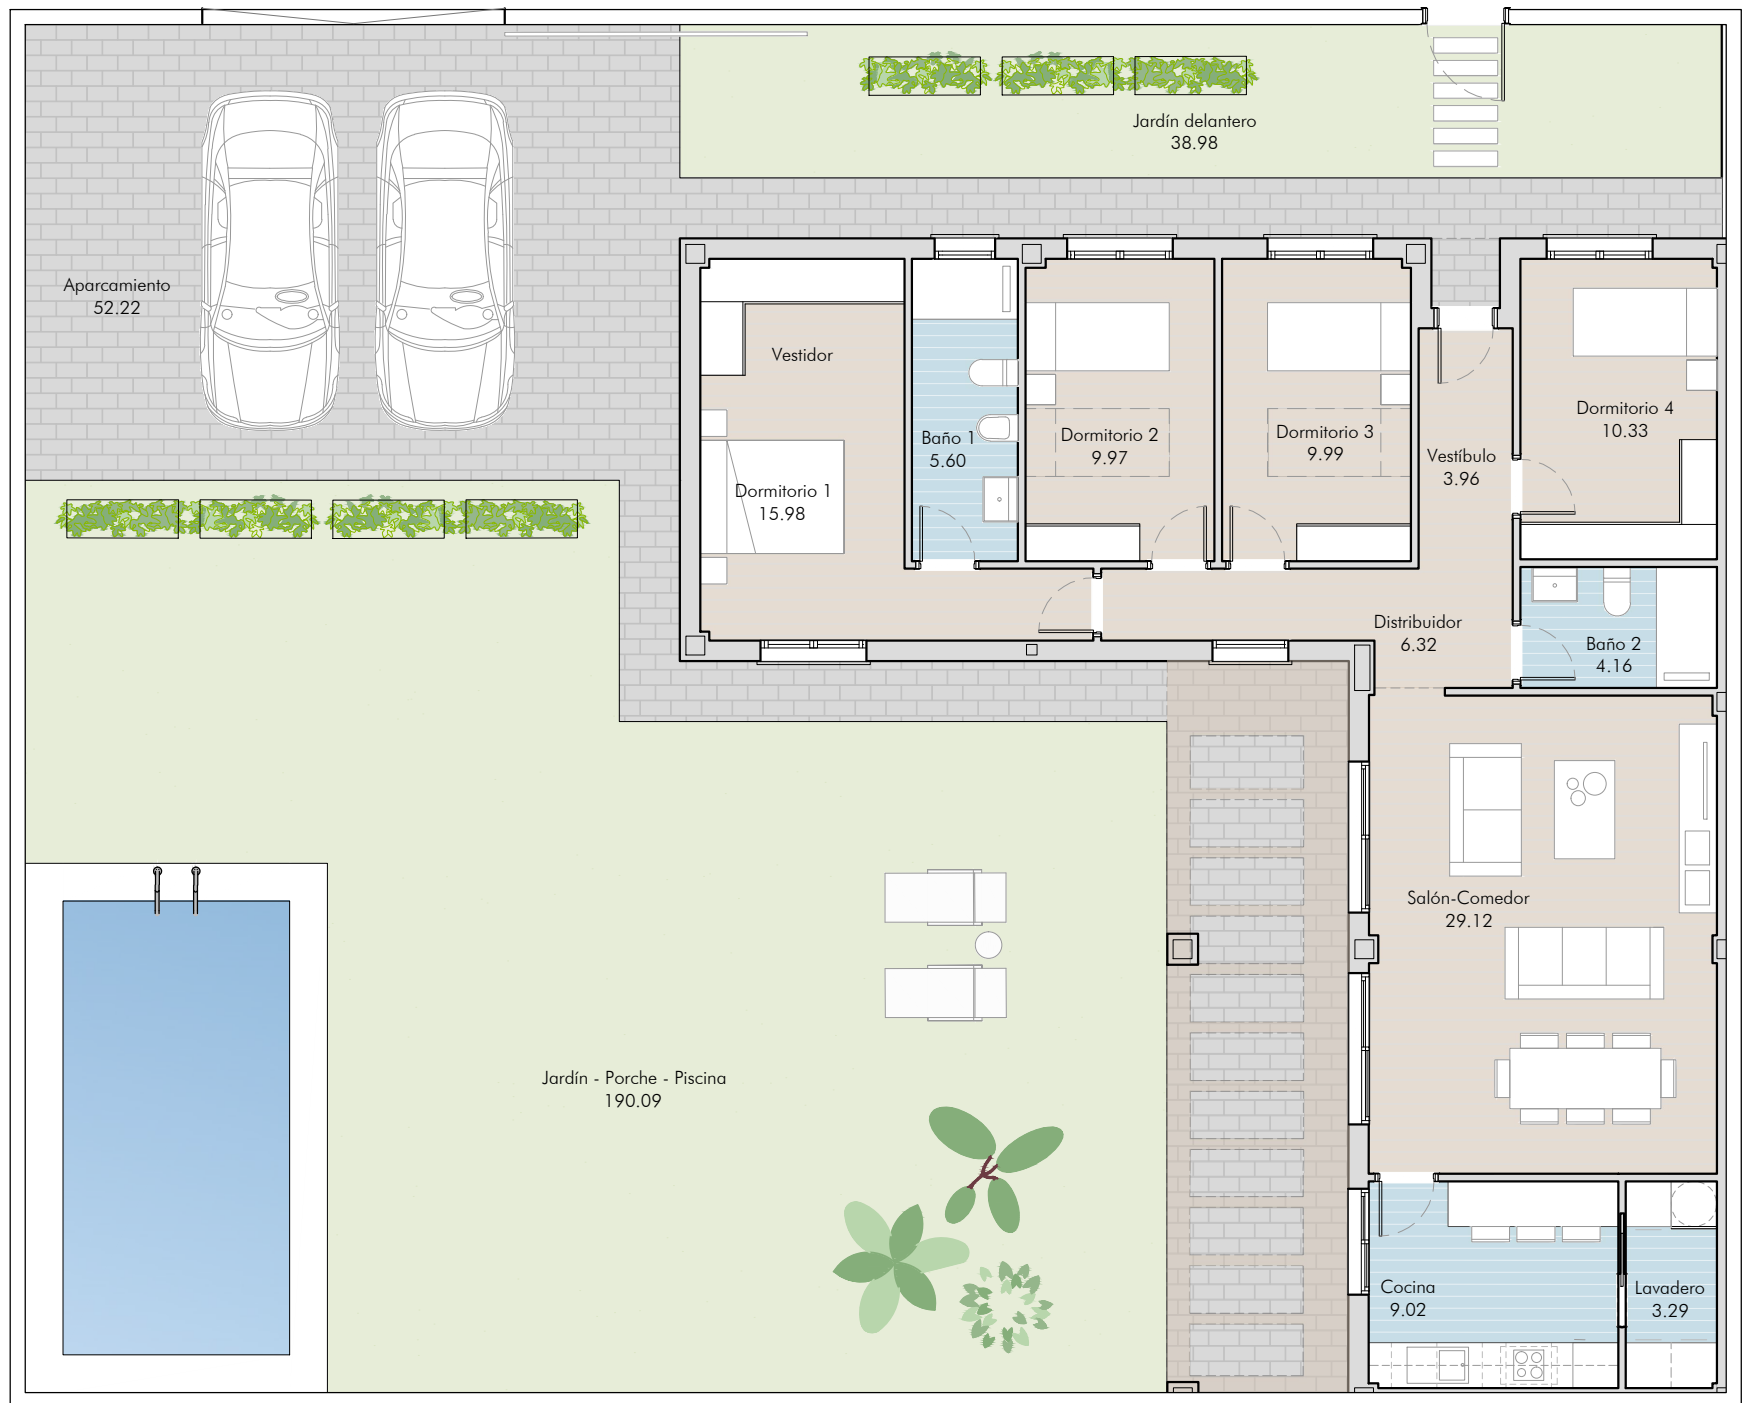 Jardín delantero
38.98
Aparcamiento
52.22
Vestidor
Dormitorio 4
10.33
Dormitorio 2
9.97
Dormitorio 3
9.99
Baño 1
5.60
Vestíbulo
3.96
Dormitorio 1
15.98
Distribuidor
6.32
Baño 2
4.16
Salón-Comedor
29.12
Jardín - Porche - Piscina
190.09
Cocina
9.02
Lavadero
3.29